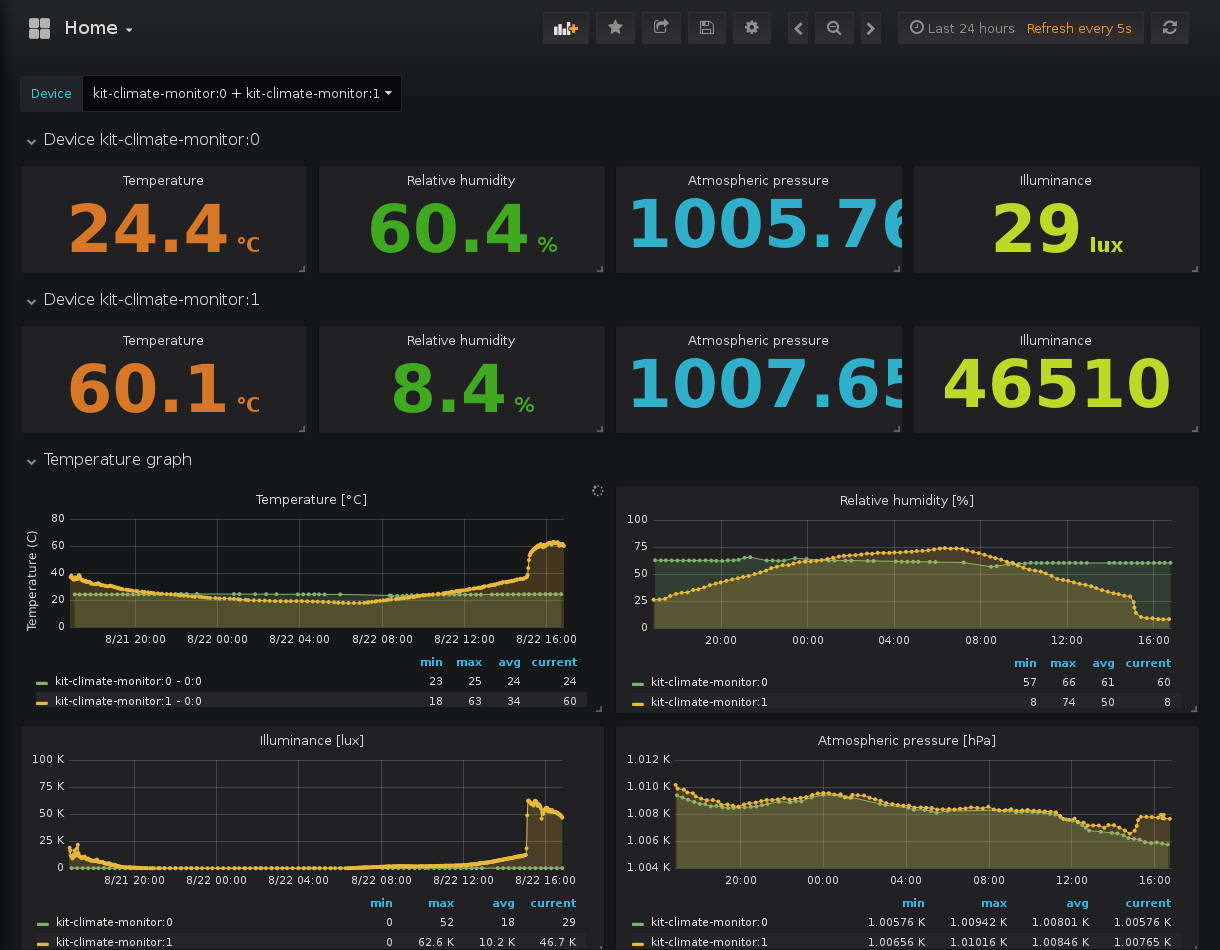 Home
Last 24 hours Refresh every 5s
Device kit-climate-monitor:0 + kit-climate-monitor:1
Device kit-climate-monitor:0
Temperature Relative humidity Atmospheric pressure Illuminance
24.4 °C 60.4 % 1005.76 29 lux
Device kit-climate-monitor:1
Temperature Relative humidity Atmospheric pressure Illuminance
60.1 °C 8.4 % 1007.65 46510
Temperature graph
Temperature [°C]
Temperature (C)
80
60
40
20
0
8/21 20:00 8/22 00:00 8/22 04:00 8/22 08:00 8/22 12:00 8/22 16:00
min max avg current
kit-climate-monitor:0 - 0:0 23 25 24 24
kit-climate-monitor:1 - 0:0 18 63 34 60
Relative humidity [%]
100
75
50
25
0
20:00 00:00 04:00 08:00 12:00 16:00
min max avg current
kit-climate-monitor:0 57 66 61 60
kit-climate-monitor:1 8 74 50 8
Illuminance [lux]
100 K
75 K
50 K
25 K
0
8/21 20:00 8/22 00:00 8/22 04:00 8/22 08:00 8/22 12:00 8/22 16:00
min max avg current
kit-climate-monitor:0 0 52 18 29
kit-climate-monitor:1 0 62.6 K 10.2 K 46.7 K
Atmospheric pressure [hPa]
1.012 K
1.010 K
1.008 K
1.006 K
1.004 K
20:00 00:00 04:00 08:00 12:00 16:00
min max avg current
kit-climate-monitor:0 1.00576 K 1.00942 K 1.00801 K 1.00576 K
kit-climate-monitor:1 1.00656 K 1.01016 K 1.00846 K 1.00765 K